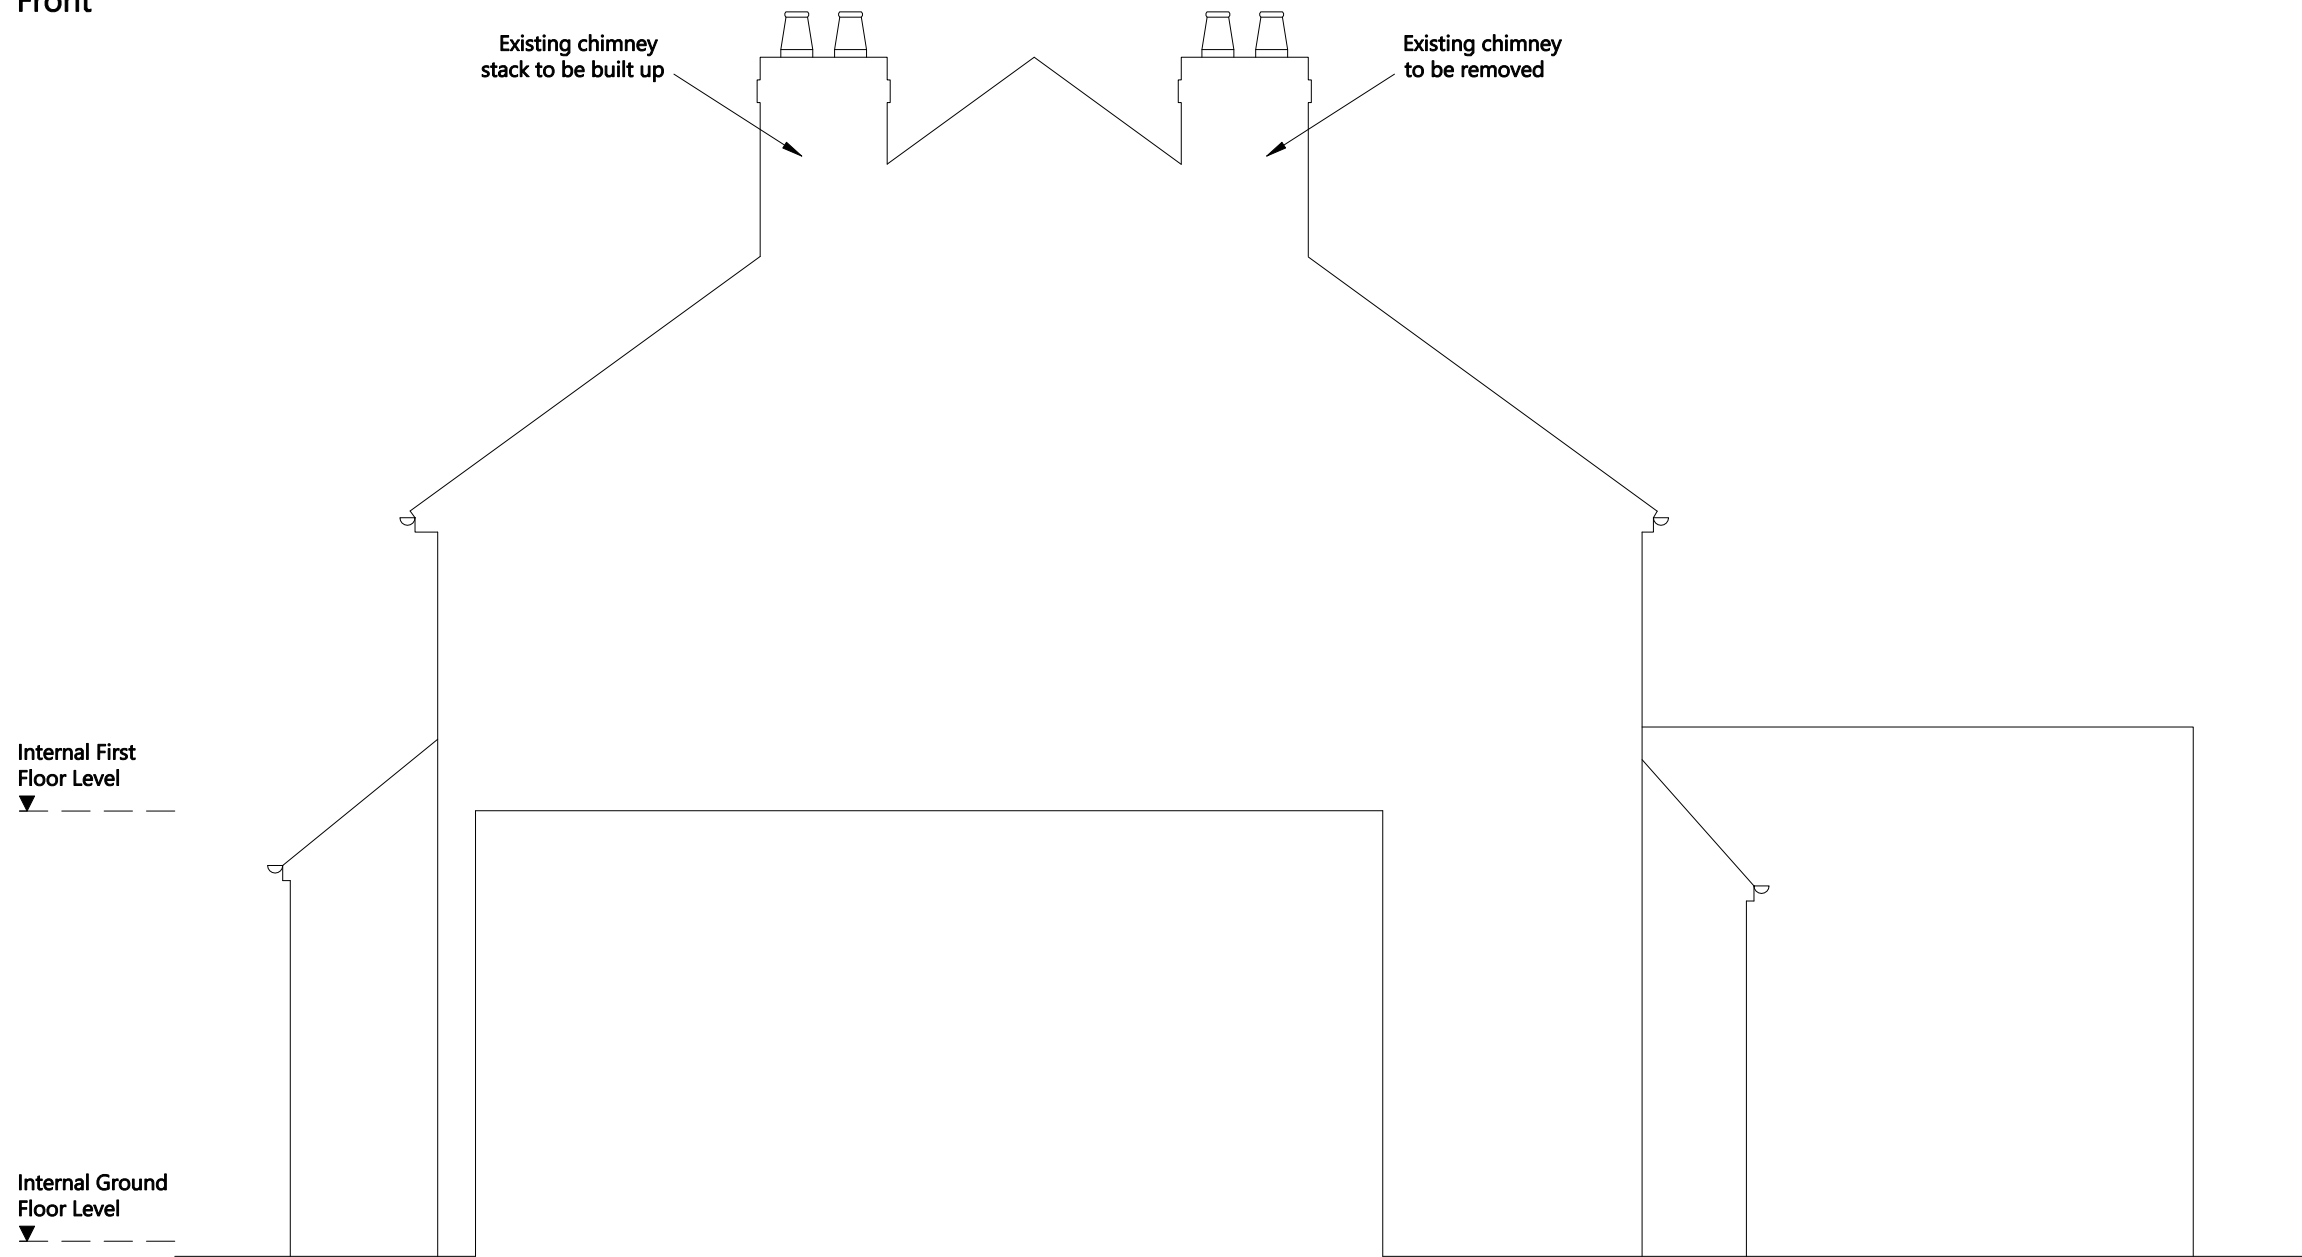 Front
Existing chimney
stack to be built up
Existing chimney
to be removed
Internal First
Floor Level
Internal Ground
Floor Level